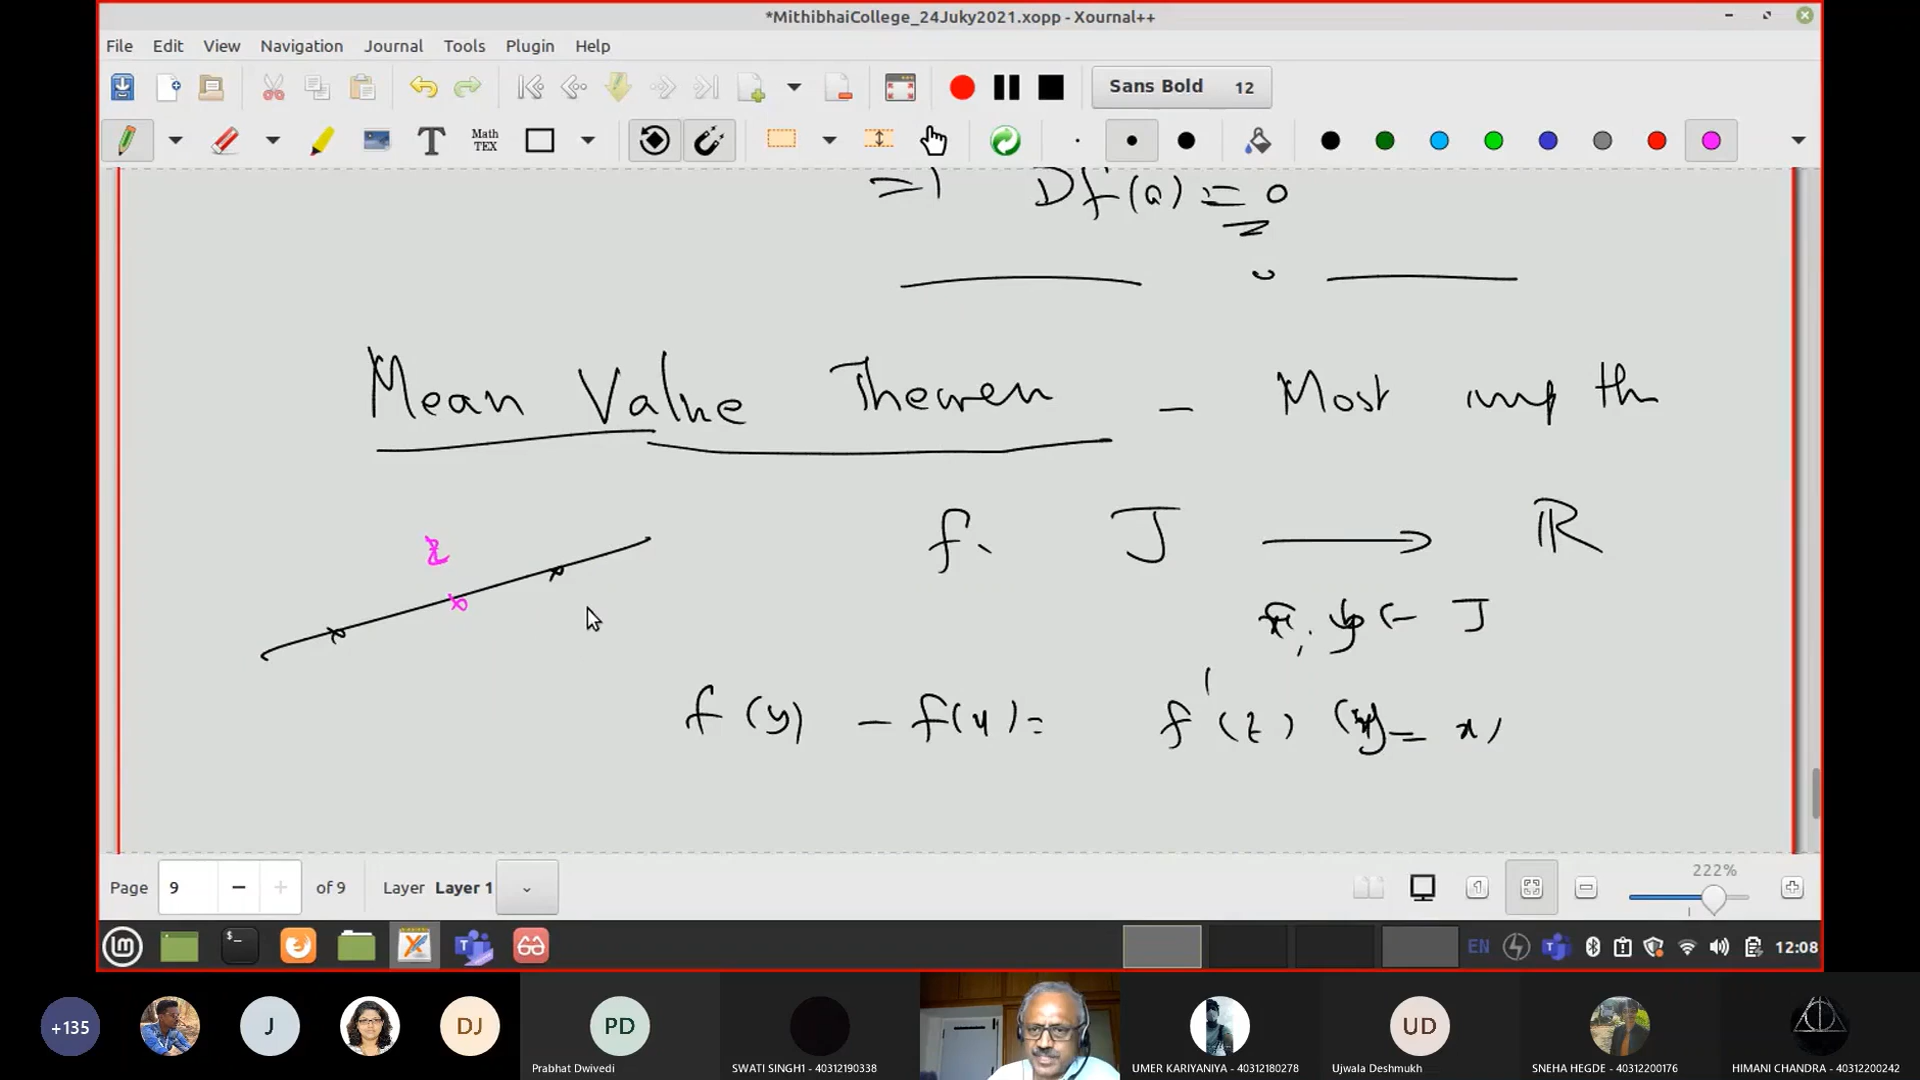 *MithibhaiCollege_24Juky2021.xopp - Xournal++
File Edit View Navigation Journal Tools Plugin Help
Sans Bold 12
T Math TEX
=1 Df(a) = 0
Mean Value Theorem - Most imp th
f: J → ℝ
z
x, y ∈ J
f(y) - f(x) = f'(z) (y - x)
222%
Page 9 of 9 Layer Layer 1
EN 12:08
+135 J DJ PD UD
Prabhat Dwivedi SWATI SINGH1 - 40312190338 UMER KARIYANIYA - 40312180278 Ujwala Deshmukh SNEHA HEGDE - 40312200176 HIMANI CHANDRA - 40312200242